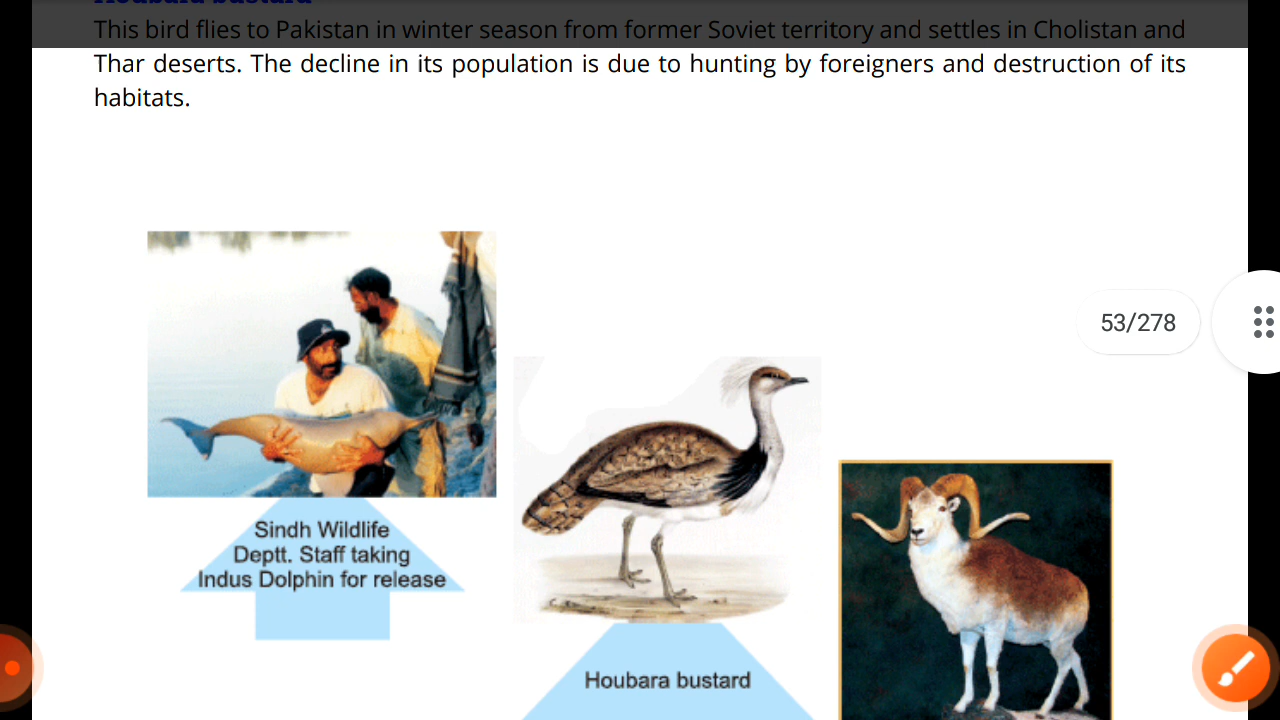 Houbara bustard
This bird flies to Pakistan in winter season from former Soviet territory and settles in Cholistan and
Thar deserts. The decline in its population is due to hunting by foreigners and destruction of its
habitats.
53/278
Sindh Wildlife
Deptt. Staff taking
Indus Dolphin for release
Houbara bustard